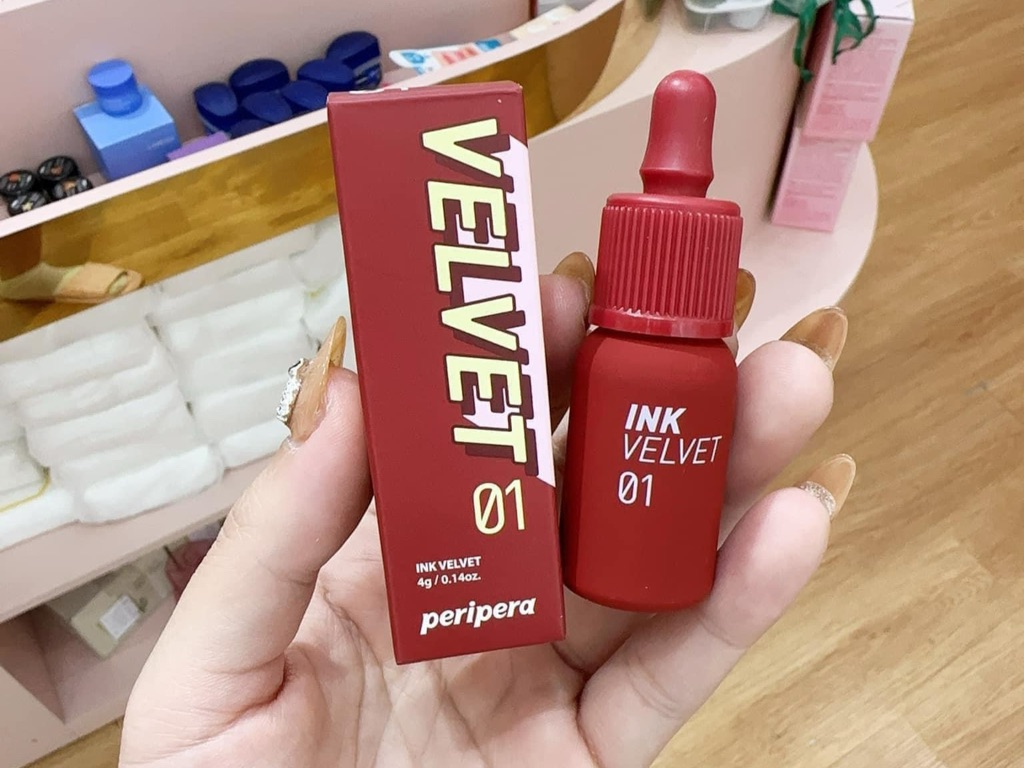 VELVET
01
INK VELVET
4g / 0.14oz.
peripera
INK
VELVET
01